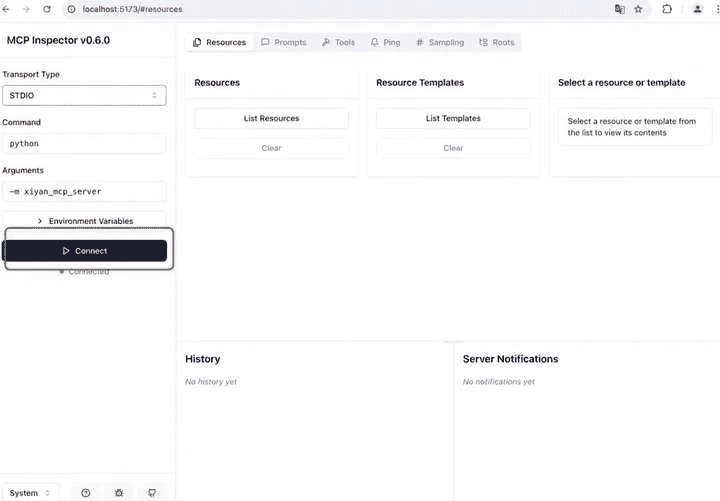 localhost:5173/#resources
MCP Inspector v0.6.0
Transport Type
STDIO
Command
python
Arguments
-m xiyan_mcp_server
Environment Variables
Connect
Connected
System
Resources Prompts Tools Ping Sampling Roots
Resources
List Resources
Clear
Resource Templates
List Templates
Clear
Select a resource or template
Select a resource or template from
the list to view its contents
History
No history yet
Server Notifications
No notifications yet